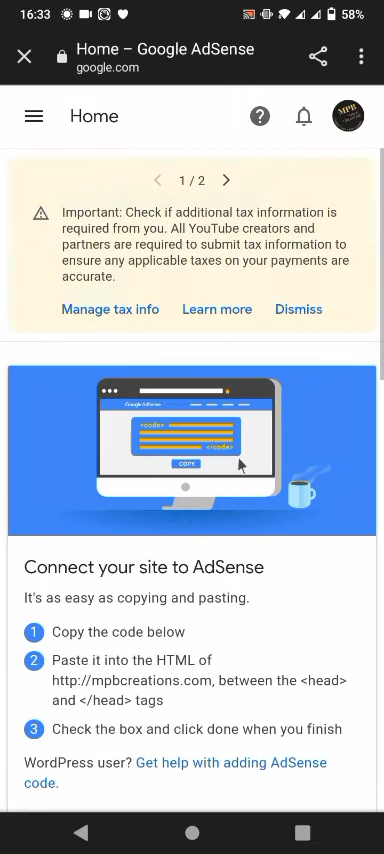 16:33
58%
Home – Google AdSense
google.com
Home
MPB
1 / 2
Important: Check if additional tax information is
required from you. All YouTube creators and
partners are required to submit tax information to
ensure any applicable taxes on your payments are
accurate.
Manage tax info Learn more Dismiss
Google AdSense
<code>
</code>
COPY
Connect your site to AdSense
It's as easy as copying and pasting.
1 Copy the code below
2 Paste it into the HTML of
http://mpbcreations.com, between the <head>
and </head> tags
3 Check the box and click done when you finish
WordPress user? Get help with adding AdSense
code.